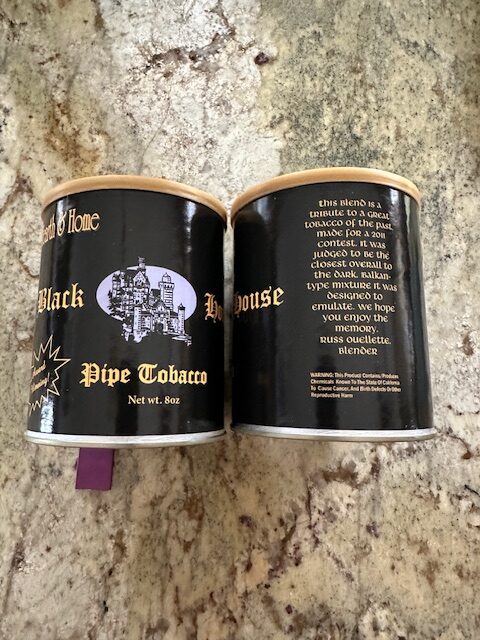 & Home
Black
Pipe Tobacco
Net wt. 8oz
house
this blend is a
tribute to a great
tobacco of the past,
made for a 2011
contest. it was
judged to be the
closest overall to
the dark, Balkan-
type mixture it was
designed to
emulate. we hope
you enjoy the
memory.
Russ Ouellette,
Blender
WARNING: This Product Contains/Produces
Chemicals Known To The State Of California
To Cause Cancer, And Birth Defects Or Other
Reproductive Harm